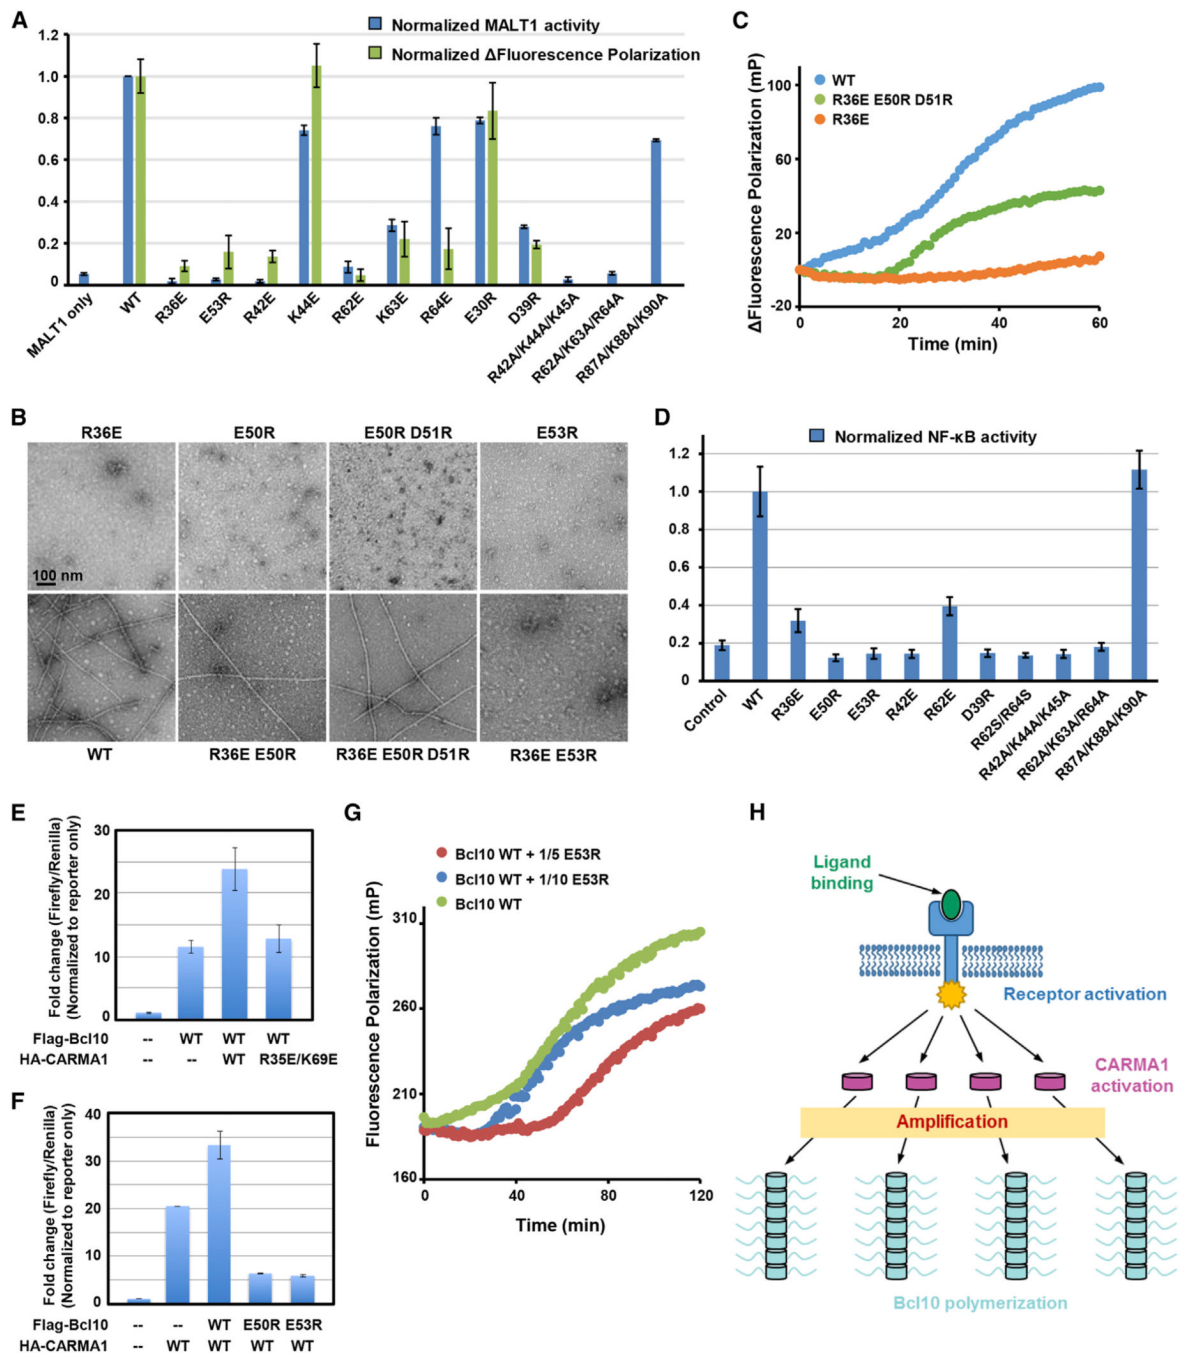 A
Normalized MALT1 activity
Normalized ΔFluorescence Polarization
1.2
1.0
0.8
0.6
0.4
0.2
0
MALT1 only
WT
R36E
E53R
R42E
K44E
R62E
K63E
R64E
E30R
D39R
R42A/K44A/K45A
R62A/K63A/R64A
R87A/K88A/K90A
C
ΔFluorescence Polarization (mP)
100
60
20
-20
WT
R36E E50R D51R
R36E
0 20 40 60
Time (min)
B
R36E E50R E50R D51R E53R
100 nm
WT R36E E50R R36E E50R D51R R36E E53R
D
Normalized NF-κB activity
1.2
1.0
0.8
0.6
0.4
0.2
0
Control
WT
R36E
E50R
E53R
R42E
R62E
D39R
R62S/R64S
R42A/K44A/K45A
R62A/K63A/R64A
R87A/K88A/K90A
E
Fold change (Firefly/Renilla)
(Normalized to reporter only)
30
20
10
0
Flag-Bcl10 -- WT WT WT
HA-CARMA1 -- -- WT R35E/K69E
F
Fold change (Firefly/Renilla)
(Normalized to reporter only)
40
30
20
10
0
Flag-Bcl10 -- -- WT E50R E53R
HA-CARMA1 -- WT WT WT WT
G
Bcl10 WT + 1/5 E53R
Bcl10 WT + 1/10 E53R
Bcl10 WT
Fluorescence Polarization (mP)
310
260
210
160
0 40 80 120
Time (min)
H
Ligand
binding
Receptor activation
CARMA1
activation
Amplification
Bcl10 polymerization